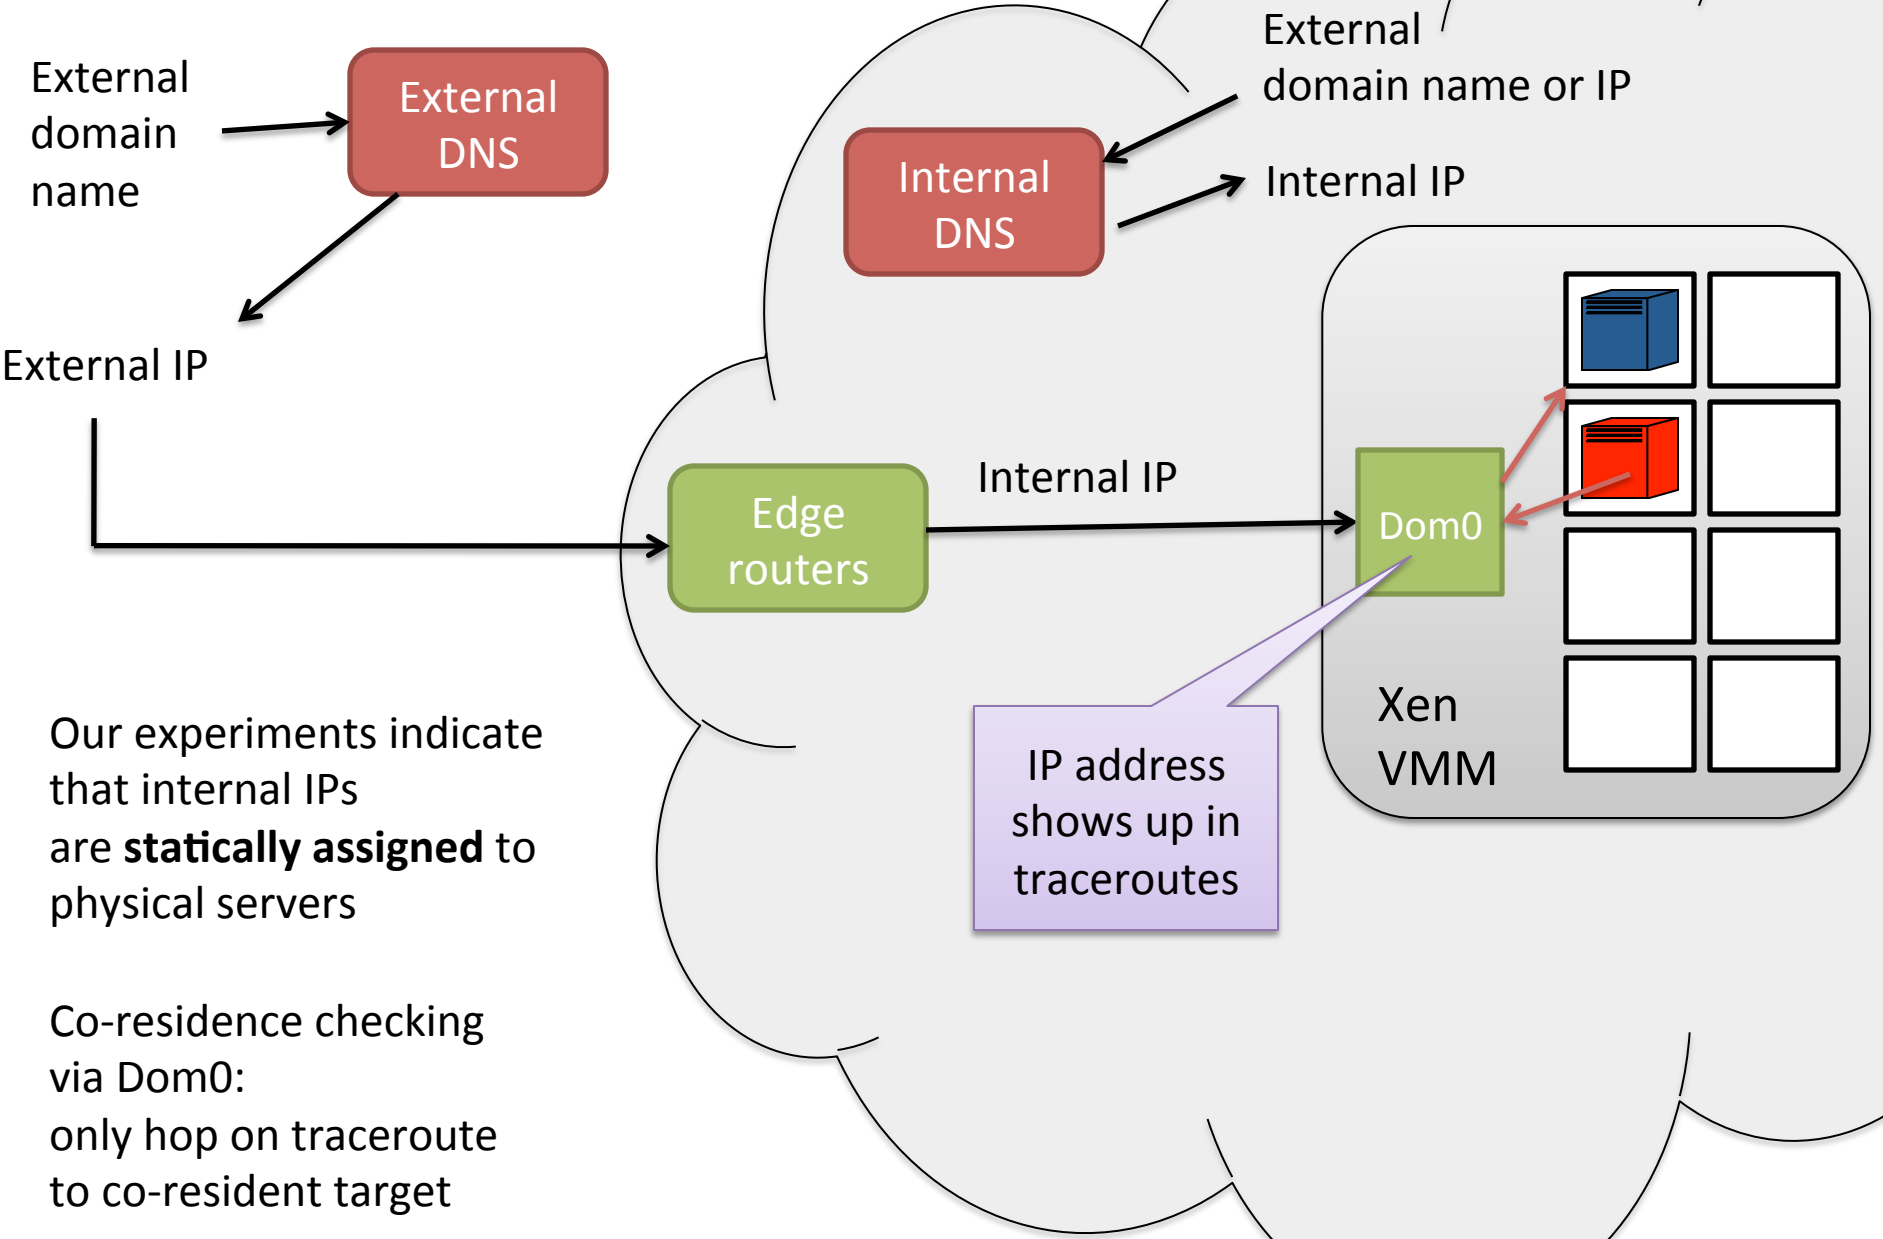 External
domain
name
External
DNS
External IP
External
domain name or IP
Internal
DNS
Internal IP
Edge
routers
Internal IP
Dom0
Xen
VMM
IP address
shows up in
traceroutes
Our experiments indicate
that internal IPs
are statically assigned to
physical servers
Co-residence checking
via Dom0:
only hop on traceroute
to co-resident target